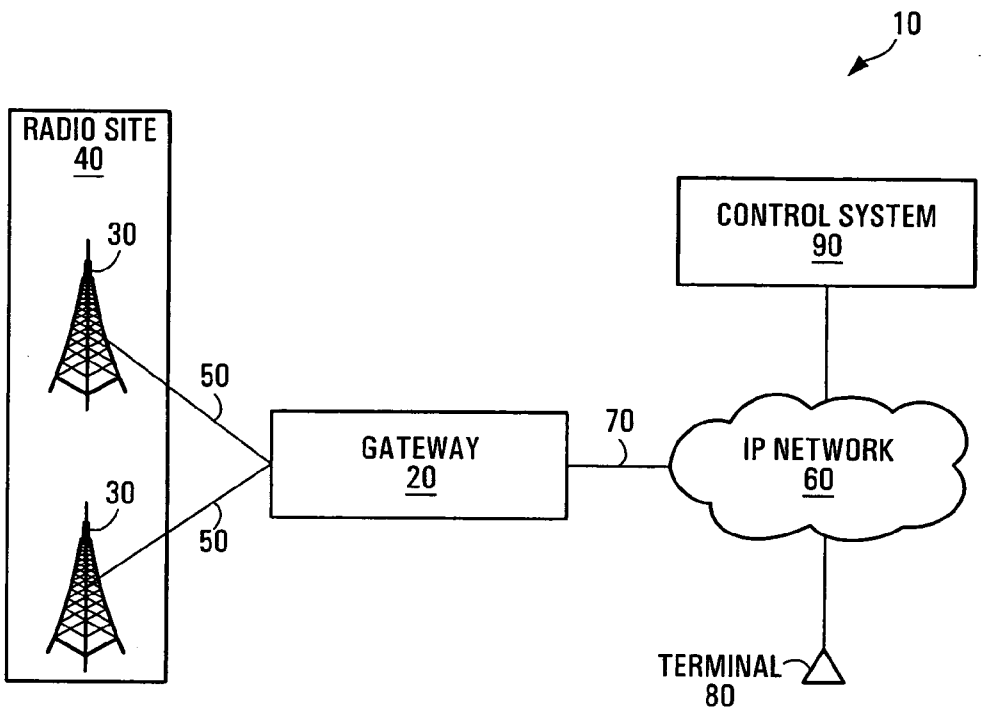 10
RADIO SITE
40
30
CONTROL SYSTEM
90
50
GATEWAY
20
70
IP NETWORK
60
30
50
TERMINAL
80